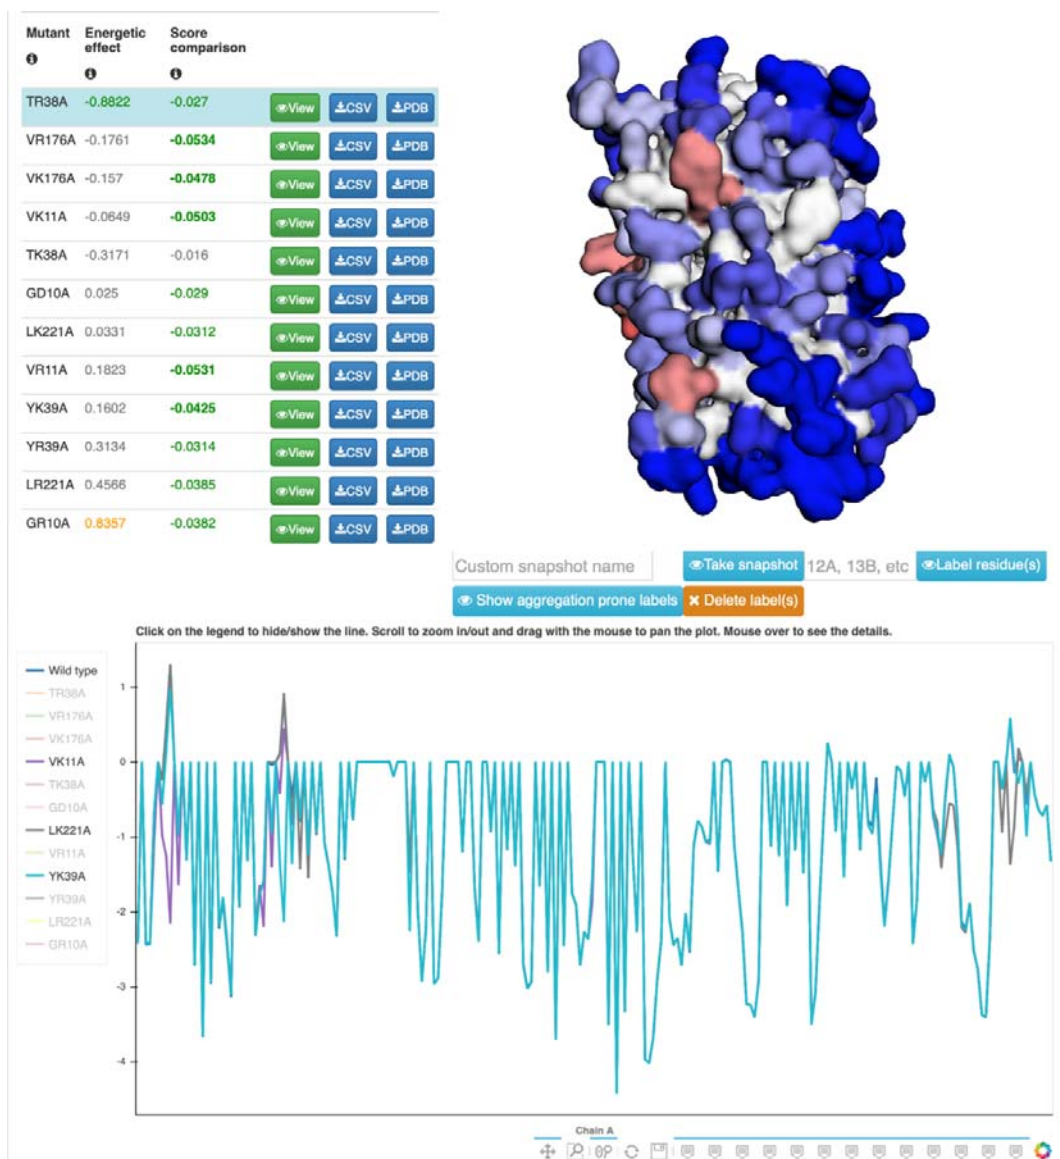 Mutant Energetic effect Score comparison
TR38A -0.8822 -0.027 View CSV PDB
VR176A -0.1761 -0.0534 View CSV PDB
VK176A -0.157 -0.0478 View CSV PDB
VK11A -0.0649 -0.0503 View CSV PDB
TK38A -0.3171 -0.016 View CSV PDB
GD10A 0.025 -0.029 View CSV PDB
LK221A 0.0331 -0.0312 View CSV PDB
VR11A 0.1823 -0.0531 View CSV PDB
YK39A 0.1602 -0.0425 View CSV PDB
YR39A 0.3134 -0.0314 View CSV PDB
LR221A 0.4566 -0.0385 View CSV PDB
GR10A 0.8357 -0.0382 View CSV PDB
Custom snapshot name Take snapshot 12A, 13B, etc Label residue(s)
Show aggregation prone labels Delete label(s)
Click on the legend to hide/show the line. Scroll to zoom in/out and drag with the mouse to pan the plot. Mouse over to see the details.
Wild type
TR38A
VR176A
VK176A
VK11A
TK38A
GD10A
LK221A
VR11A
YK39A
YR39A
LR221A
GR10A
1
0
-1
-2
-3
-4
Chain A